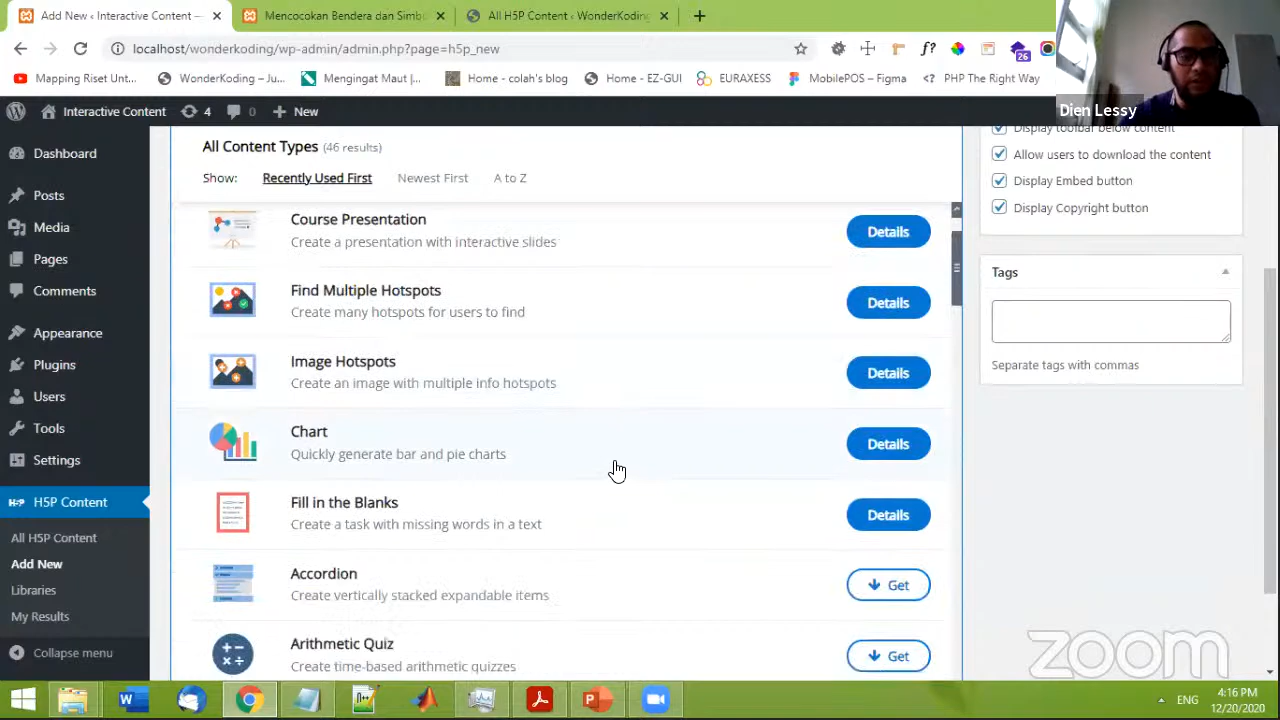 Add New ‹ Interactive Content —
Mencocokan Bendera dan Simb
All H5P Content ‹ WonderKoding
localhost/wonderkoding/wp-admin/admin.php?page=h5p_new
f?
26
Mapping Riset Unt...
WonderKoding – Ju...
Mengingat Maut |...
Home - colah's blog
Home - EZ-GUI
EURAXESS
MobilePOS – Figma
<?
PHP The Right Way
Interactive Content
4
0
New
Dien Lessy
Dashboard
Posts
Media
Pages
Comments
Appearance
Plugins
Users
Tools
Settings
H5P Content
All H5P Content
Add New
Libraries
My Results
Collapse menu
All Content Types (46 results)
Show:
Recently Used First
Newest First
A to Z
Course Presentation
Create a presentation with interactive slides
Details
Find Multiple Hotspots
Create many hotspots for users to find
Details
Image Hotspots
Create an image with multiple info hotspots
Details
Chart
Quickly generate bar and pie charts
Details
Fill in the Blanks
Create a task with missing words in a text
Details
Accordion
Create vertically stacked expandable items
Get
Arithmetic Quiz
Create time-based arithmetic quizzes
Get
Display toolbar below content
Allow users to download the content
Display Embed button
Display Copyright button
Tags
Separate tags with commas
zoom
ENG
4:16 PM
12/20/2020